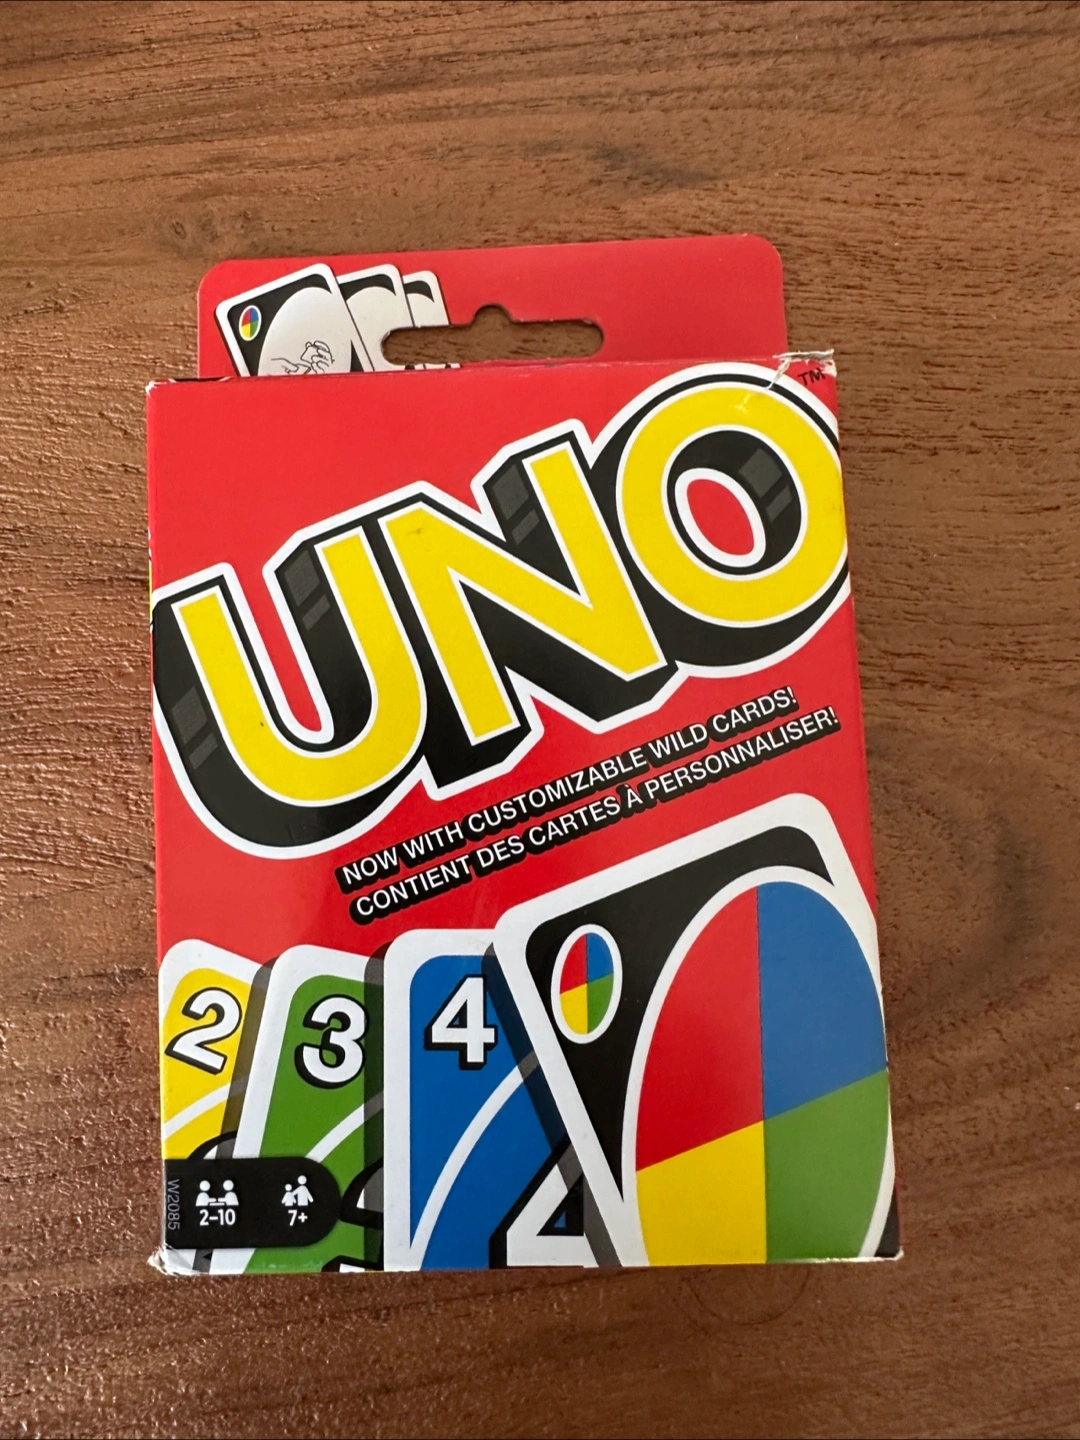 UNO
TM
NOW WITH CUSTOMIZABLE WILD CARDS!
CONTIENT DES CARTES À PERSONNALISER!
2
3
4
W2085
2-10
7+